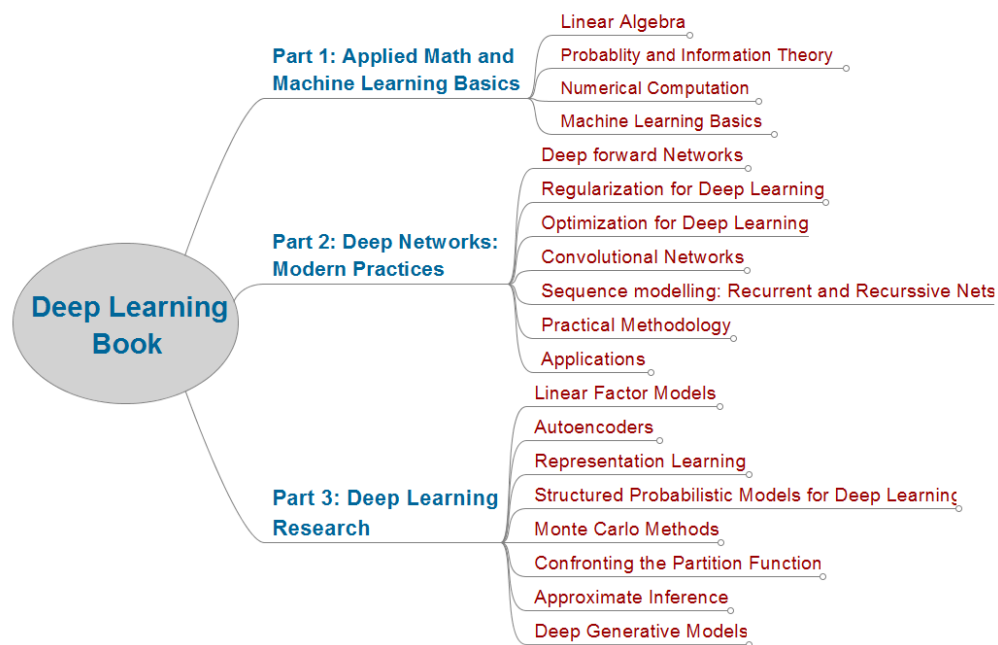 Deep Learning
Book
Part 1: Applied Math and
Machine Learning Basics
Linear Algebra
Probablity and Information Theory
Numerical Computation
Machine Learning Basics
Part 2: Deep Networks:
Modern Practices
Deep forward Networks
Regularization for Deep Learning
Optimization for Deep Learning
Convolutional Networks
Sequence modelling: Recurrent and Recurssive Nets
Practical Methodology
Applications
Part 3: Deep Learning
Research
Linear Factor Models
Autoencoders
Representation Learning
Structured Probabilistic Models for Deep Learning
Monte Carlo Methods
Confronting the Partition Function
Approximate Inference
Deep Generative Models